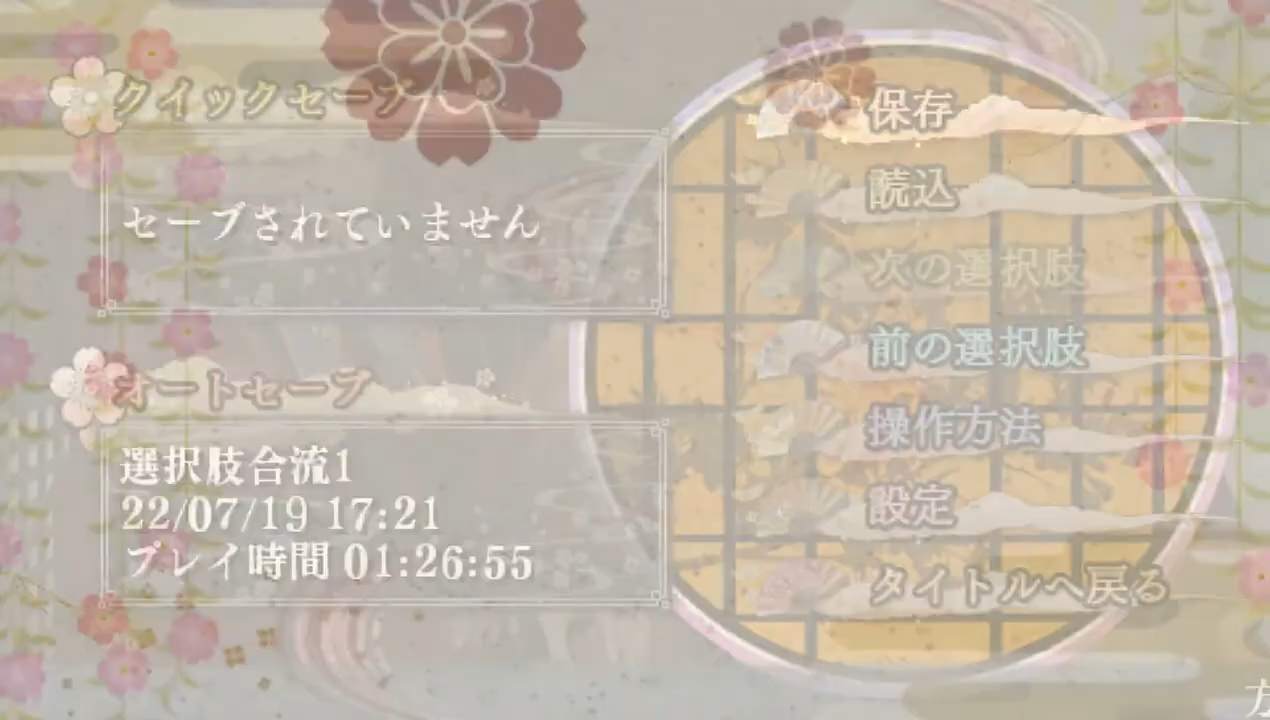 クイックセーブ
セーブされていません
オートセーブ
選択肢合流1
22/07/19 17:21
プレイ時間 01:26:55
保存
読込
次の選択肢
前の選択肢
操作方法
設定
タイトルへ戻る